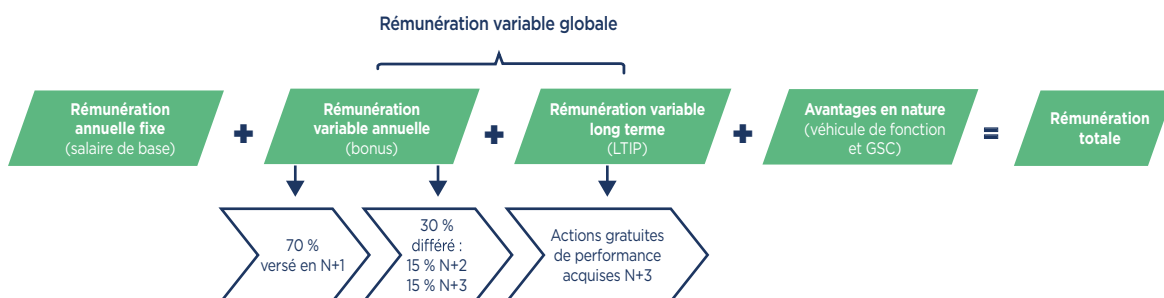 Rémunération variable globale
Rémunération
annuelle fixe
(salaire de base)
+
Rémunération
variable annuelle
(bonus)
+
Rémunération variable
long terme
(LTIP)
+
Avantages en nature
(véhicule de fonction
et GSC)
=
Rémunération
totale
70 %
versé en N+1
30 %
différé :
15 % N+2
15 % N+3
Actions gratuites
de performance
acquises N+3